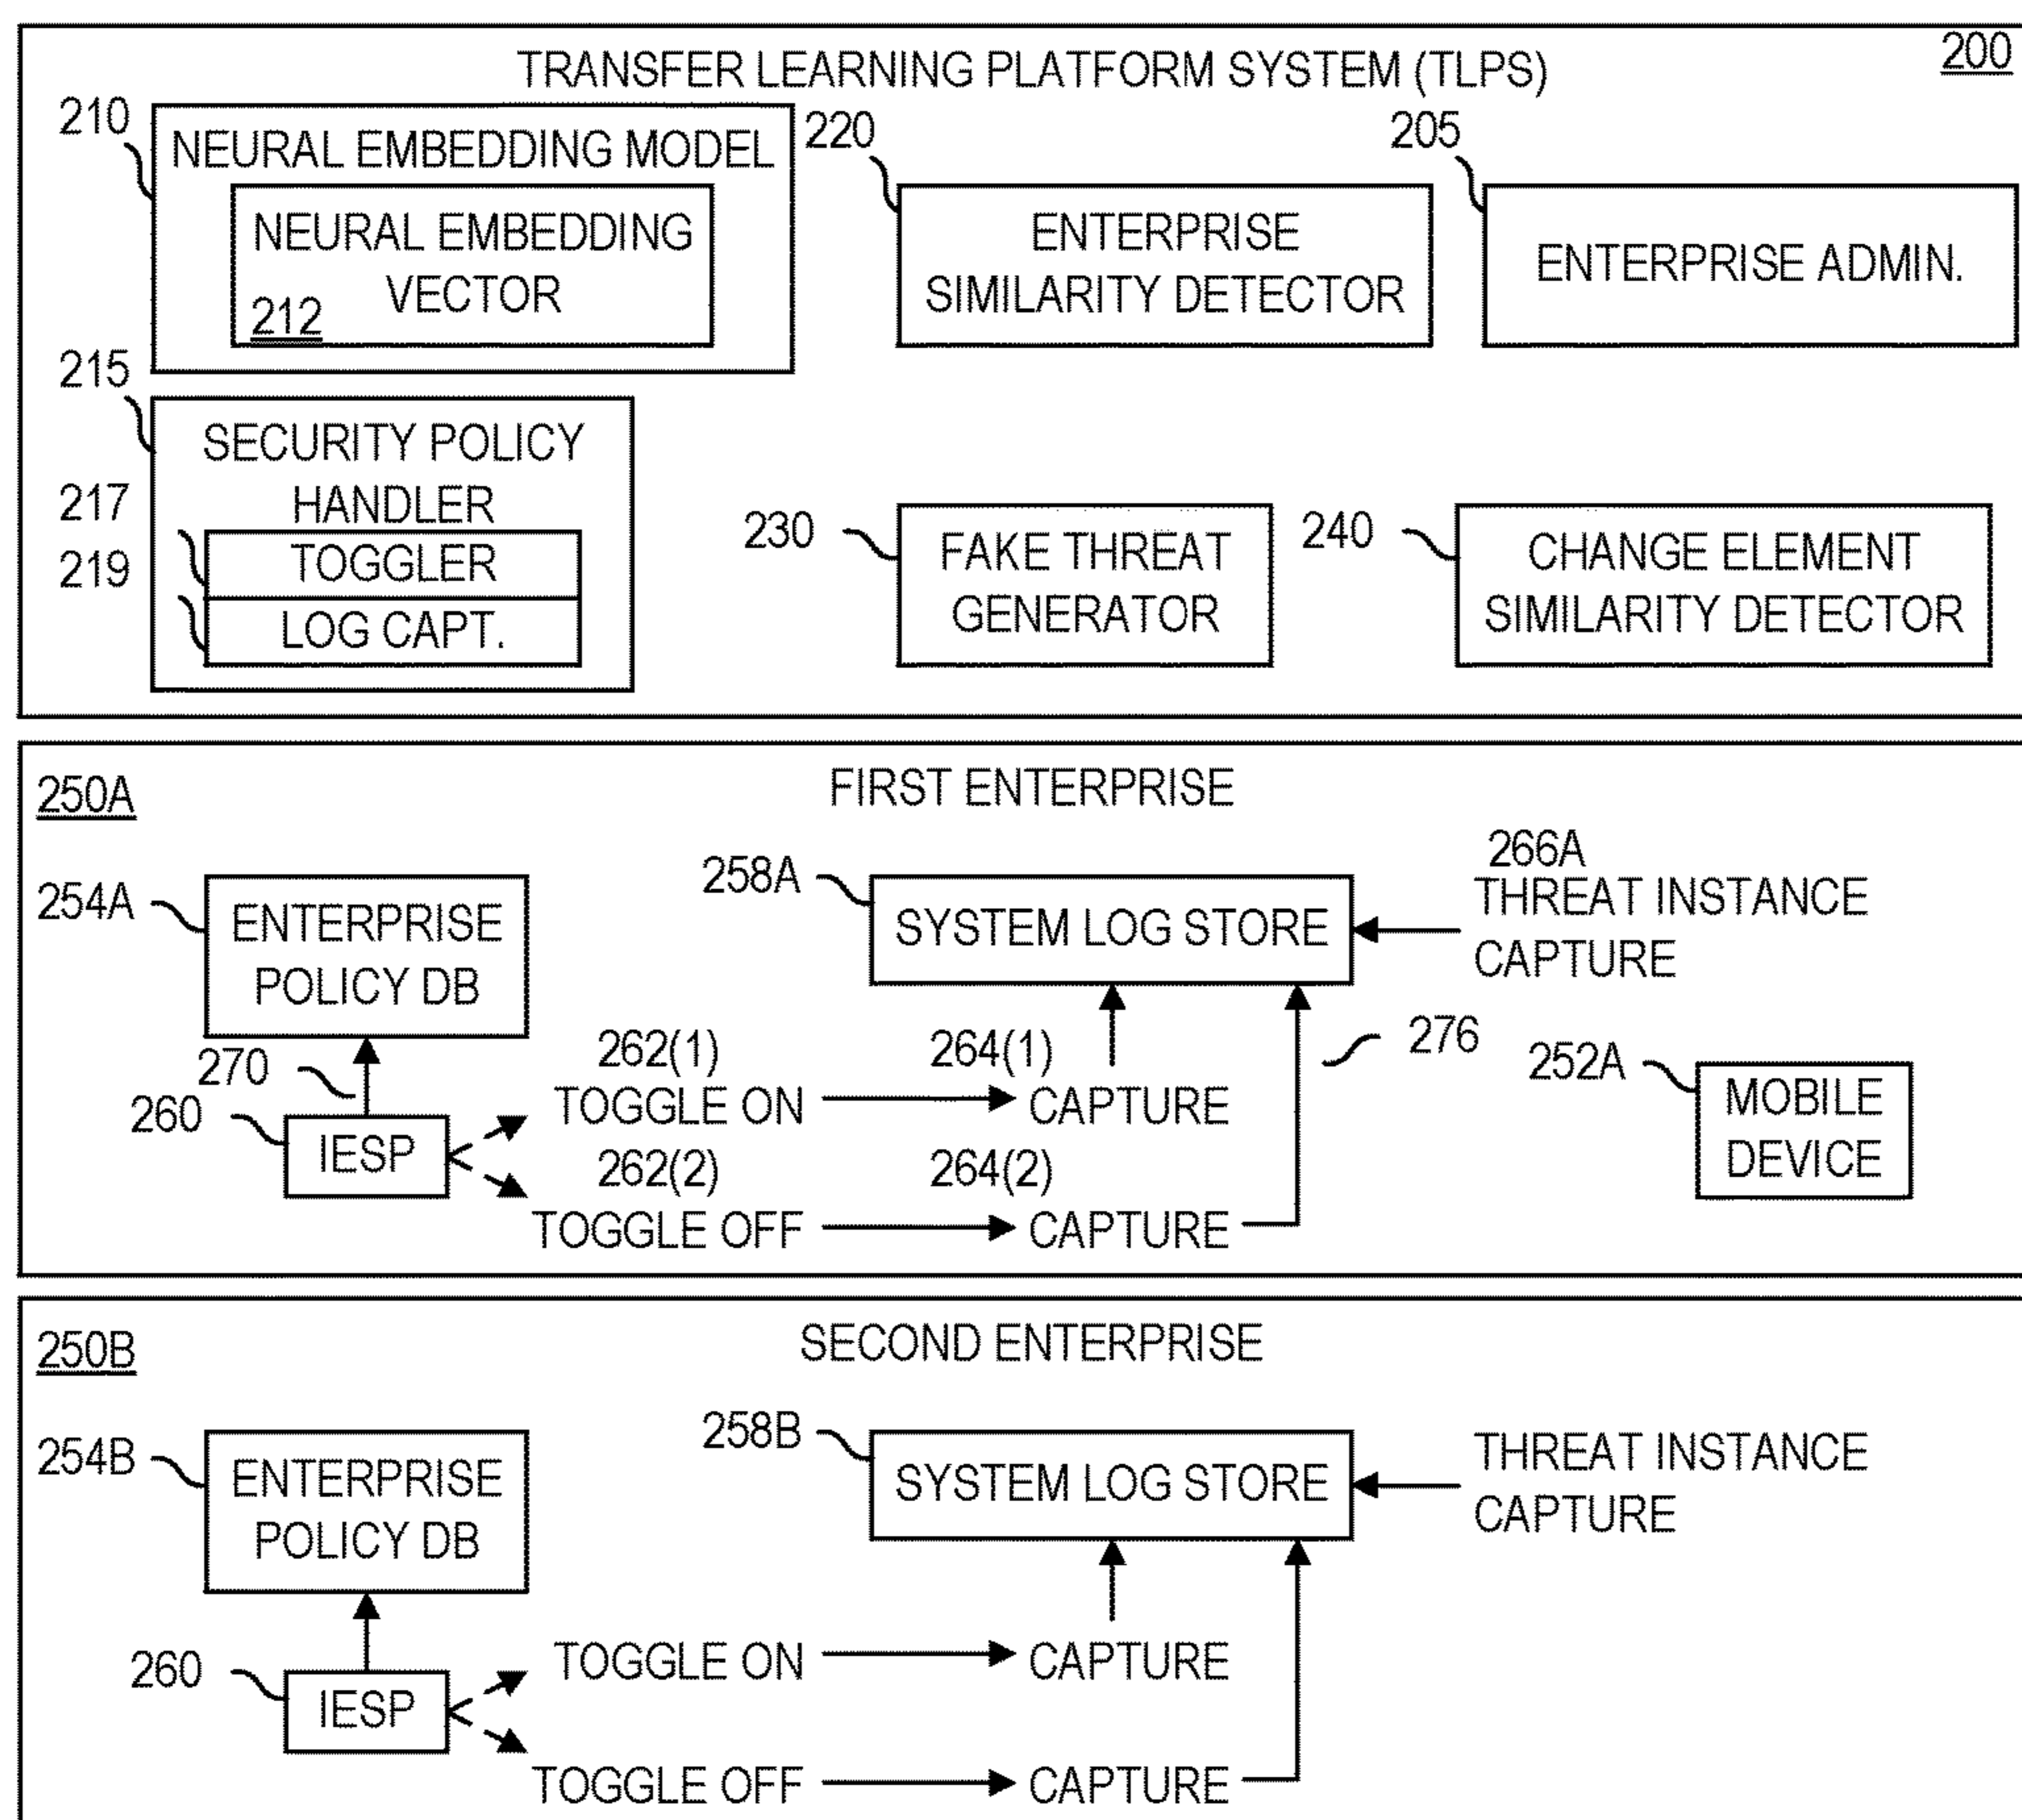 TRANSFER LEARNING PLATFORM SYSTEM (TLPS)
200
210
NEURAL EMBEDDING MODEL
NEURAL EMBEDDING
VECTOR
212
220
ENTERPRISE
SIMILARITY DETECTOR
205
ENTERPRISE ADMIN.
215
SECURITY POLICY
HANDLER
217
TOGGLER
219
LOG CAPT.
230
FAKE THREAT
GENERATOR
240
CHANGE ELEMENT
SIMILARITY DETECTOR
250A
FIRST ENTERPRISE
254A
ENTERPRISE
POLICY DB
258A
SYSTEM LOG STORE
266A
THREAT INSTANCE
CAPTURE
270
260
IESP
262(1)
TOGGLE ON
264(1)
CAPTURE
276
262(2)
TOGGLE OFF
264(2)
CAPTURE
252A
MOBILE
DEVICE
250B
SECOND ENTERPRISE
254B
ENTERPRISE
POLICY DB
258B
SYSTEM LOG STORE
THREAT INSTANCE
CAPTURE
260
IESP
TOGGLE ON
CAPTURE
TOGGLE OFF
CAPTURE